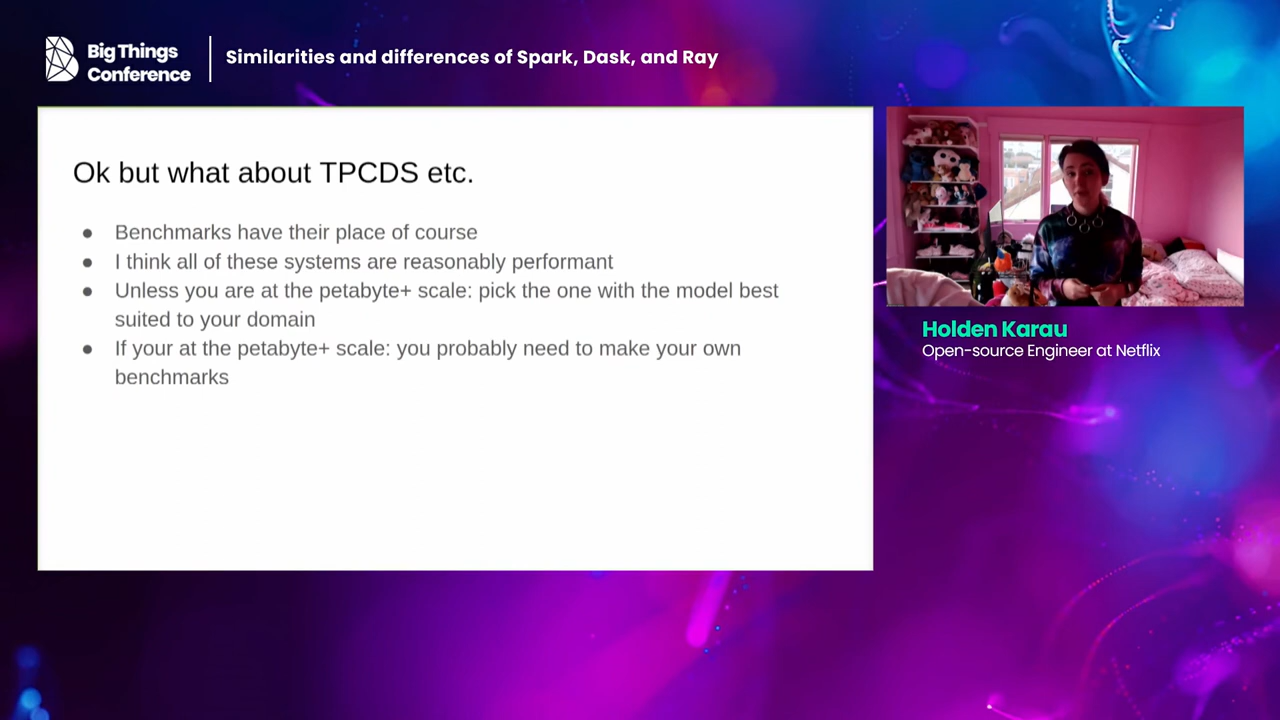 Big Things
Conference
Similarities and differences of Spark, Dask, and Ray
Ok but what about TPCDS etc.
● Benchmarks have their place of course
● I think all of these systems are reasonably performant
● Unless you are at the petabyte+ scale: pick the one with the model best
suited to your domain
● If your at the petabyte+ scale: you probably need to make your own
benchmarks
Holden Karau
Open-source Engineer at Netflix